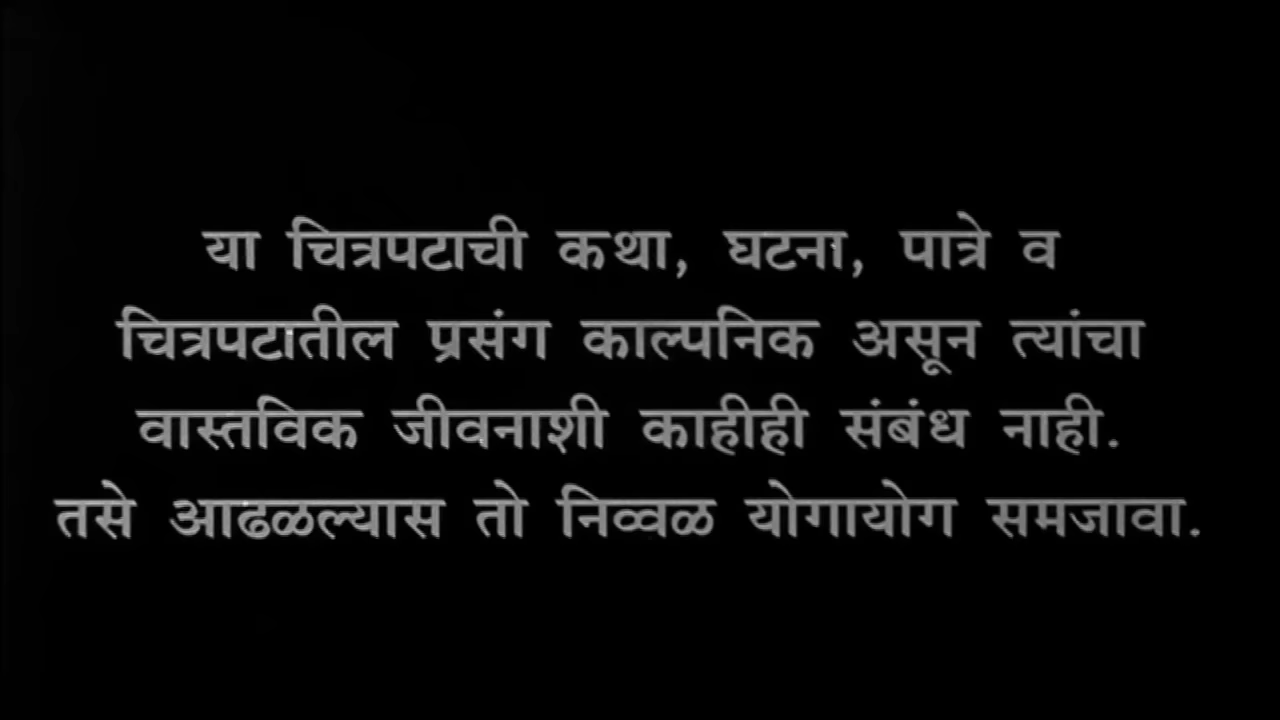 या चित्रपटाची कथा, घटना, पात्रे व
चित्रपटातील प्रसंग काल्पनिक असून त्यांचा
वास्तविक जीवनाशी काहीही संबंध नाही.
तसे आढळल्यास तो निव्वळ योगायोग समजावा.